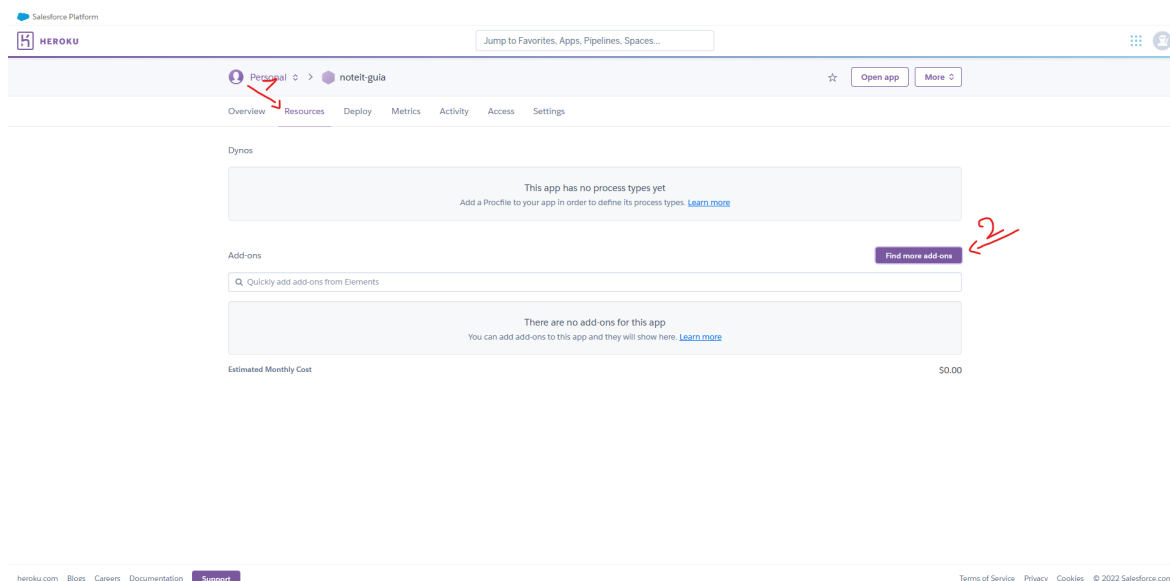 Salesforce Platform
HEROKU
Jump to Favorites, Apps, Pipelines, Spaces...
Personal > noteit-guia
Open app
More
1
Overview Resources Deploy Metrics Activity Access Settings
Dynos
This app has no process types yet
Add a Procfile to your app in order to define its process types. Learn more
2
Add-ons
Find more add-ons
Quickly add add-ons from Elements
There are no add-ons for this app
You can add add-ons to this app and they will show here. Learn more
Estimated Monthly Cost
$0.00
heroku.com Blogs Careers Documentation Support
Terms of Service Privacy Cookies © 2022 Salesforce.com